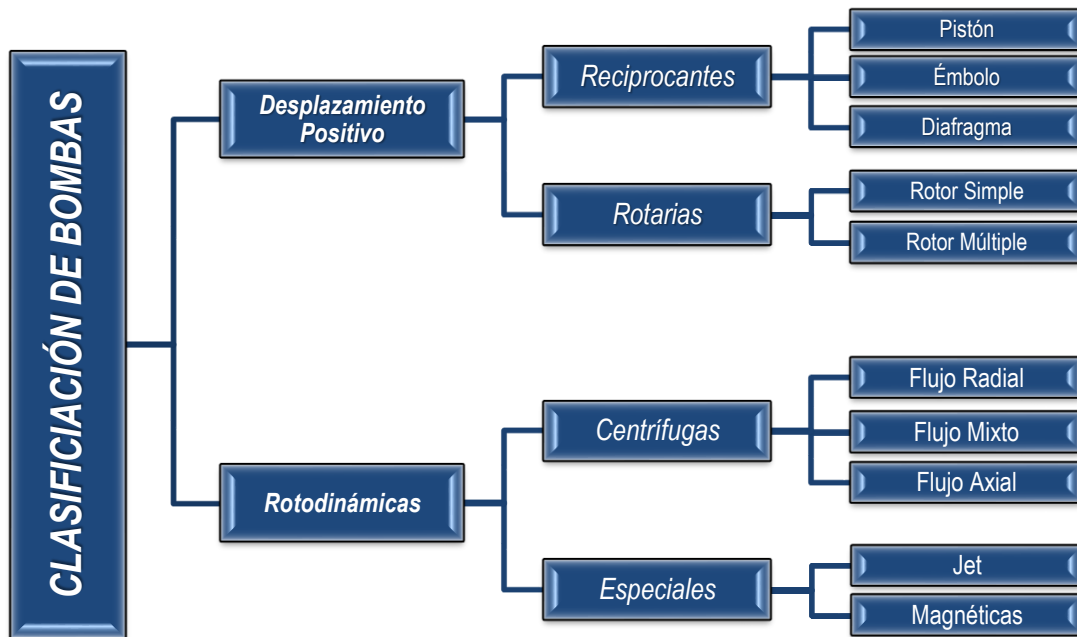 CLASIFICIACIÓN DE BOMBAS
Desplazamiento
Positivo
Reciprocantes
Pistón
Émbolo
Diafragma
Rotarias
Rotor Simple
Rotor Múltiple
Rotodinámicas
Centrífugas
Flujo Radial
Flujo Mixto
Flujo Axial
Especiales
Jet
Magnéticas